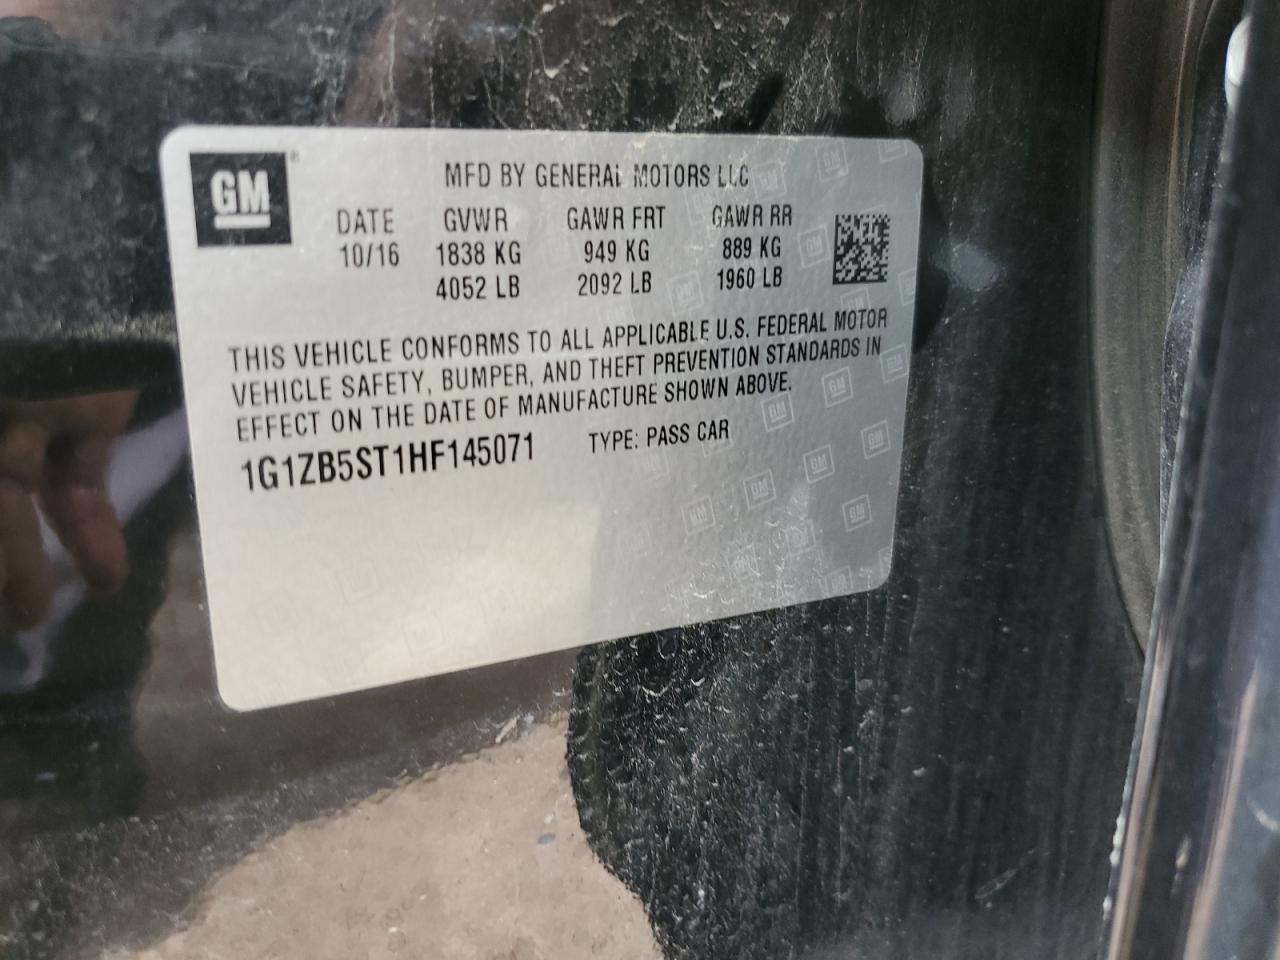 GM
MFD BY GENERAL MOTORS LLC
DATE GVWR GAWR FRT GAWR RR
10/16 1838 KG 949 KG 889 KG
4052 LB 2092 LB 1960 LB
THIS VEHICLE CONFORMS TO ALL APPLICABLE U.S. FEDERAL MOTOR
VEHICLE SAFETY, BUMPER, AND THEFT PREVENTION STANDARDS IN
EFFECT ON THE DATE OF MANUFACTURE SHOWN ABOVE.
1G1ZB5ST1HF145071 TYPE: PASS CAR